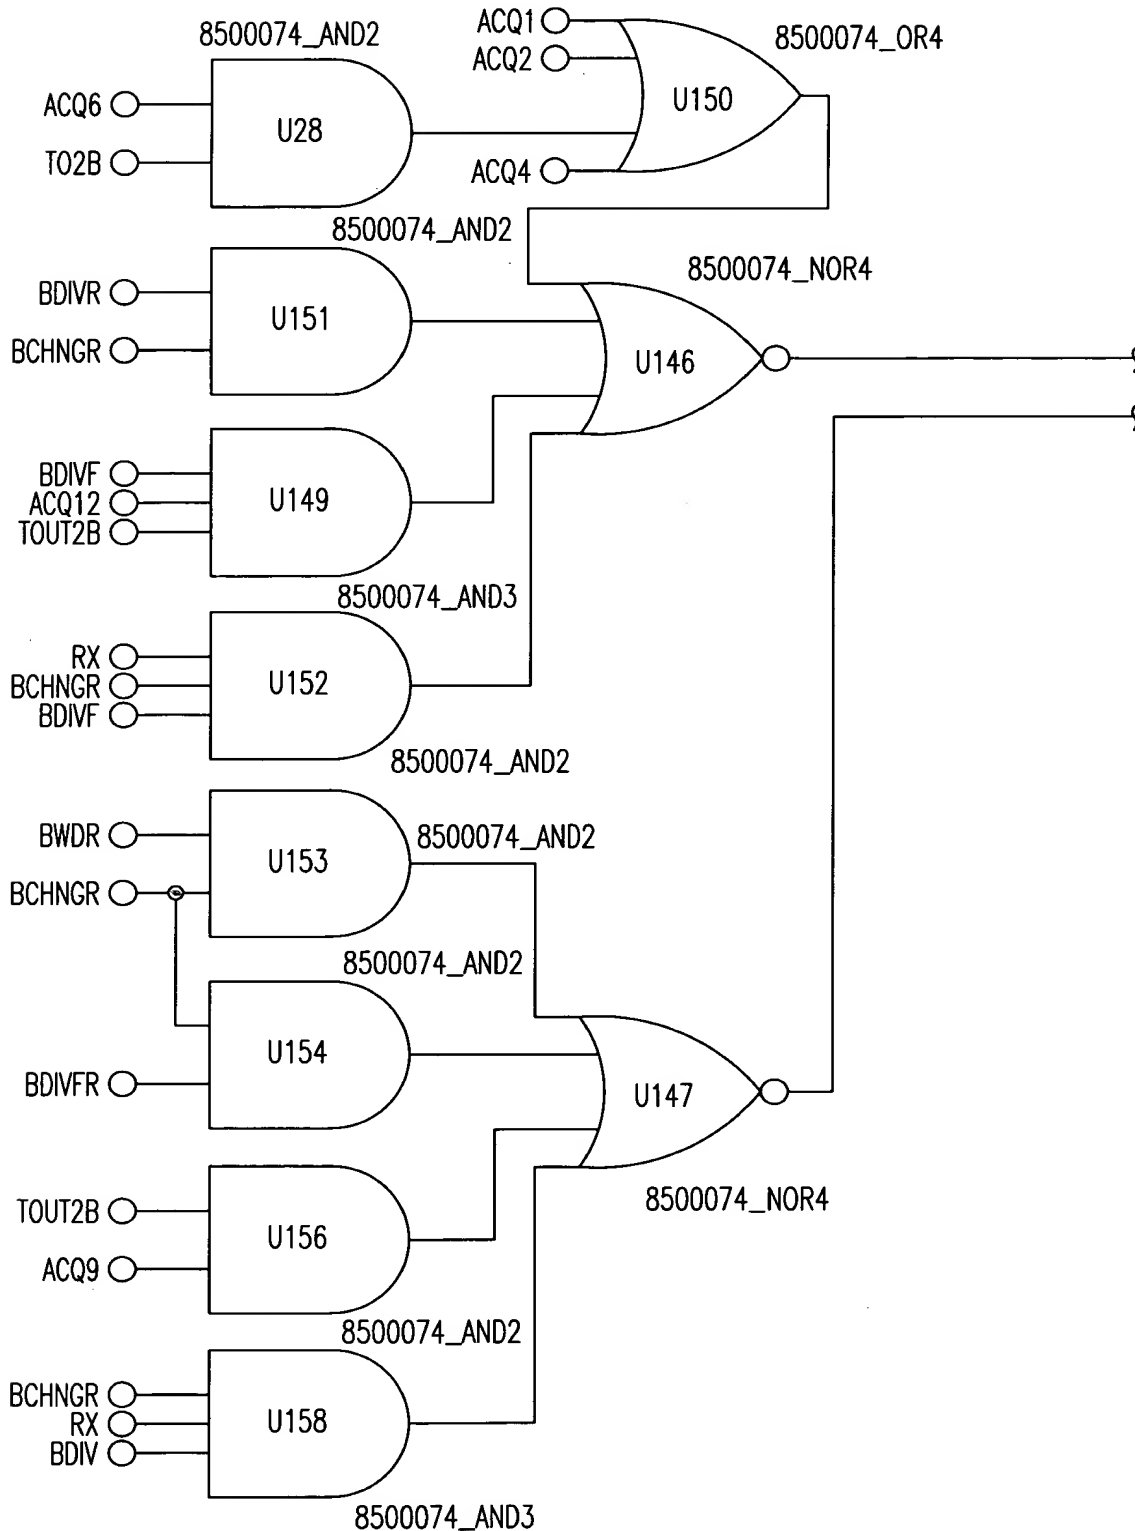 ACQ1
8500074_AND2
8500074_OR4
ACQ2
ACQ6
U28
U150
TO2B
ACQ4
8500074_AND2
8500074_NOR4
BDIVR
U151
BCHNGR
U146
BDIVF
ACQ12
U149
TOUT2B
8500074_AND3
RX
BCHNGR
U152
BDIVF
8500074_AND2
BWDR
U153
8500074_AND2
BCHNGR
8500074_AND2
U154
BDIVFR
U147
8500074_NOR4
TOUT2B
U156
ACQ9
8500074_AND2
BCHNGR
RX
U158
BDIV
8500074_AND3